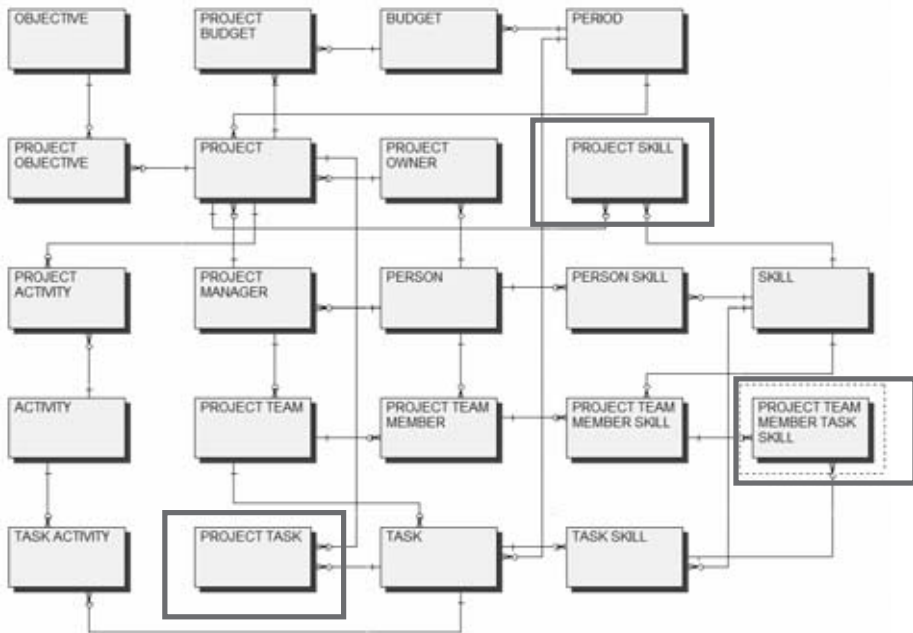 OBJECTIVE
PROJECT
BUDGET
BUDGET
PERIOD
PROJECT
OBJECTIVE
PROJECT
PROJECT
OWNER
PROJECT SKILL
PROJECT
ACTIVITY
PROJECT
MANAGER
PERSON
PERSON SKILL
SKILL
ACTIVITY
PROJECT TEAM
PROJECT TEAM
MEMBER
PROJECT TEAM
MEMBER SKILL
PROJECT TEAM
MEMBER TASK
SKILL
TASK ACTIVITY
PROJECT TASK
TASK
TASK SKILL